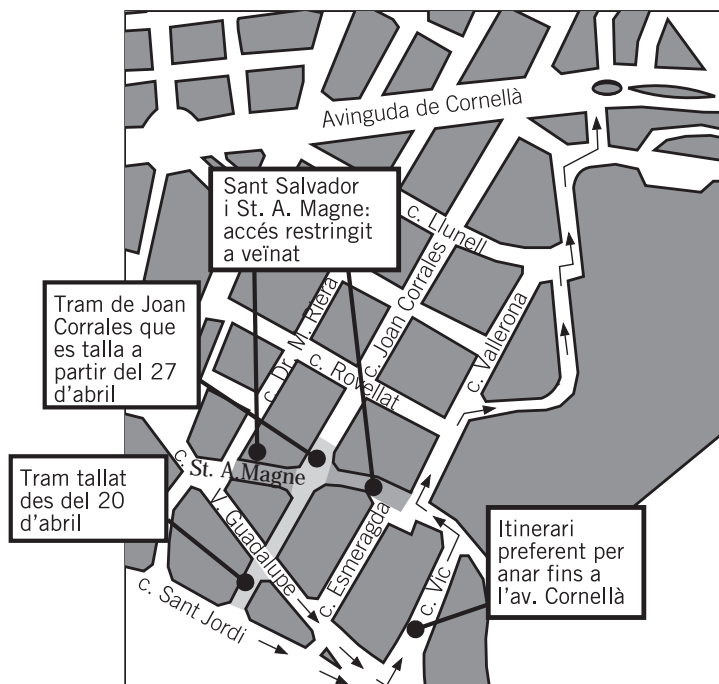 Avinguda de Cornellà
Sant Salvador
i St. A. Magne:
accés restringit
a veïnat
c. Llunell
Tram de Joan
Corrales que
es talla a
partir del 27
d'abril
c. Dr. M. Riera
c. Joan Corrales
c. Rovellat
c. Vallerona
c. St. A.Magne
Tram tallat
des del 20
d'abril
V. Guadalupe
c. Esmeragda
c. Vic
Itinerari
preferent per
anar fins a
l'av. Cornellà
c. Sant Jordi